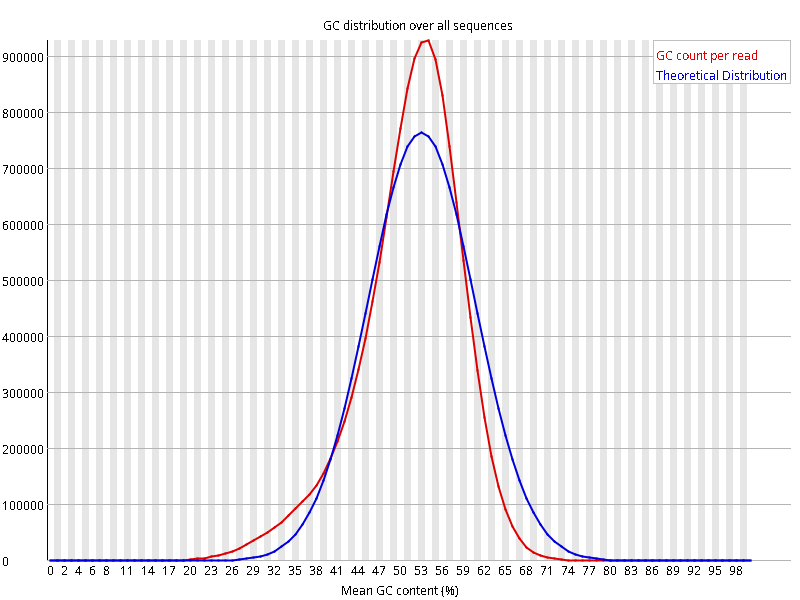 GC distribution over all sequences
GC count per read
Theoretical Distribution
900000
800000
700000
600000
500000
400000
300000
200000
100000
0
0 2 4 6 8 11 14 17 20 23 26 29 32 35 38 41 44 47 50 53 56 59 62 65 68 71 74 77 80 83 86 89 92 95 98
Mean GC content (%)